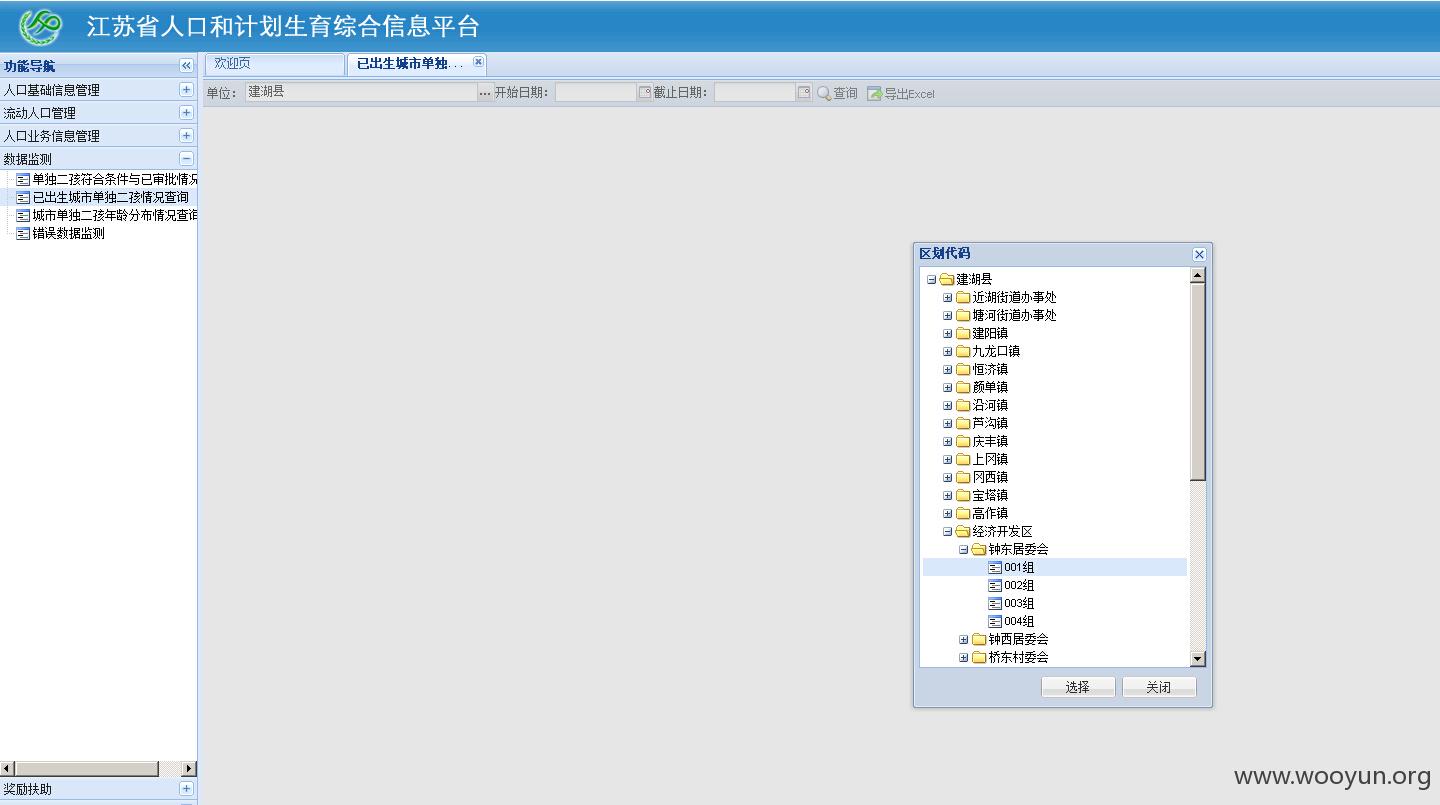 江苏省人口和计划生育综合信息平台
功能导航
欢迎页
已出生城市单独...
人口基础信息管理
单位： 建湖县 ... 开始日期： 截止日期： 查询 导出Excel
流动人口管理
人口业务信息管理
数据监测
单独二孩符合条件与已审批情况
已出生城市单独二孩情况查询
城市单独二孩年龄分布情况查询
错误数据监测
区划代码
建湖县
近湖街道办事处
塘河街道办事处
建阳镇
九龙口镇
恒济镇
颜单镇
沿河镇
芦沟镇
庆丰镇
上冈镇
冈西镇
宝塔镇
高作镇
经济开发区
钟东居委会
001组
002组
003组
004组
钟西居委会
桥东村委会
选择 关闭
www.wooyun.org
奖励扶助